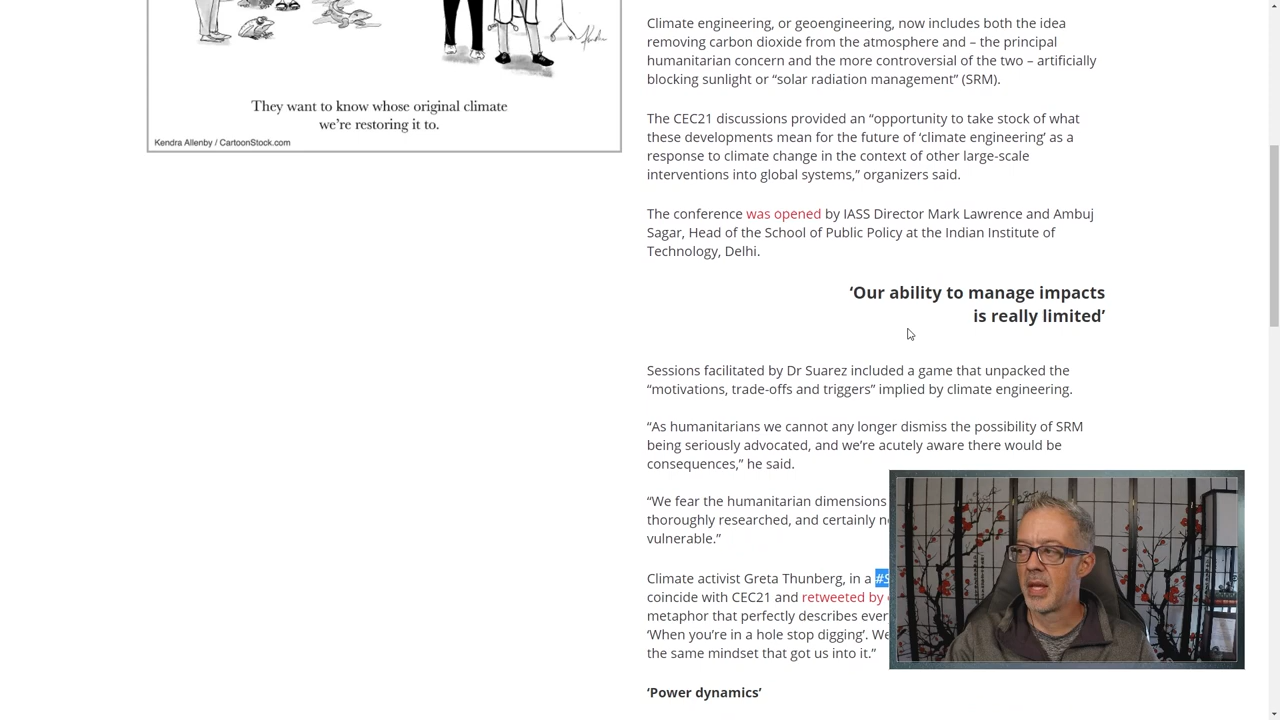 They want to know whose original climate
we're restoring it to.
Kendra Allenby / CartoonStock.com
Climate engineering, or geoengineering, now includes both the idea
removing carbon dioxide from the atmosphere and – the principal
humanitarian concern and the more controversial of the two – artificially
blocking sunlight or “solar radiation management” (SRM).
The CEC21 discussions provided an “opportunity to take stock of what
these developments mean for the future of ‘climate engineering’ as a
response to climate change in the context of other large-scale
interventions into global systems,” organizers said.
The conference was opened by IASS Director Mark Lawrence and Ambuj
Sagar, Head of the School of Public Policy at the Indian Institute of
Technology, Delhi.
‘Our ability to manage impacts
is really limited’
Sessions facilitated by Dr Suarez included a game that unpacked the
“motivations, trade-offs and triggers” implied by climate engineering.
“As humanitarians we cannot any longer dismiss the possibility of SRM
being seriously advocated, and we’re acutely aware there would be
consequences,” he said.
“We fear the humanitarian dimensions
thoroughly researched, and certainly
vulnerable.”
Climate activist Greta Thunberg, in a
coincide with CEC21 and retweeted by
metaphor that perfectly describes
‘When you’re in a hole stop digging’.
the same mindset that got us into it.”
‘Power dynamics’